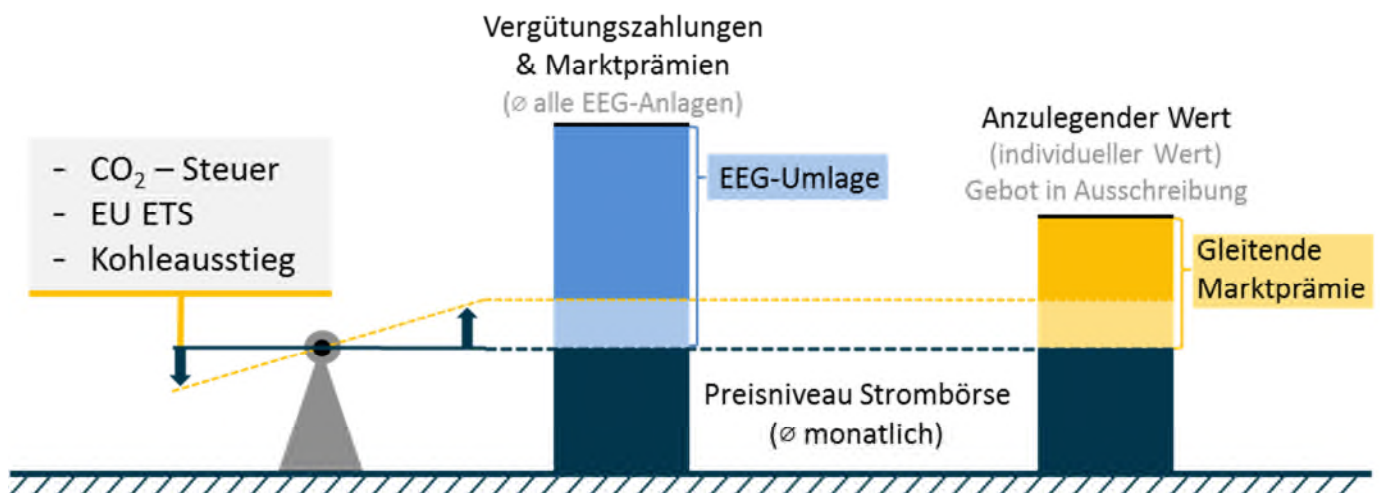 Vergütungszahlungen
& Marktprämien
(⌀ alle EEG-Anlagen)
Anzulegender Wert
(individueller Wert)
Gebot in Ausschreibung
- CO₂ – Steuer
- EU ETS
- Kohleausstieg
EEG-Umlage
Gleitende
Marktprämie
Preisniveau Strombörse
(⌀ monatlich)